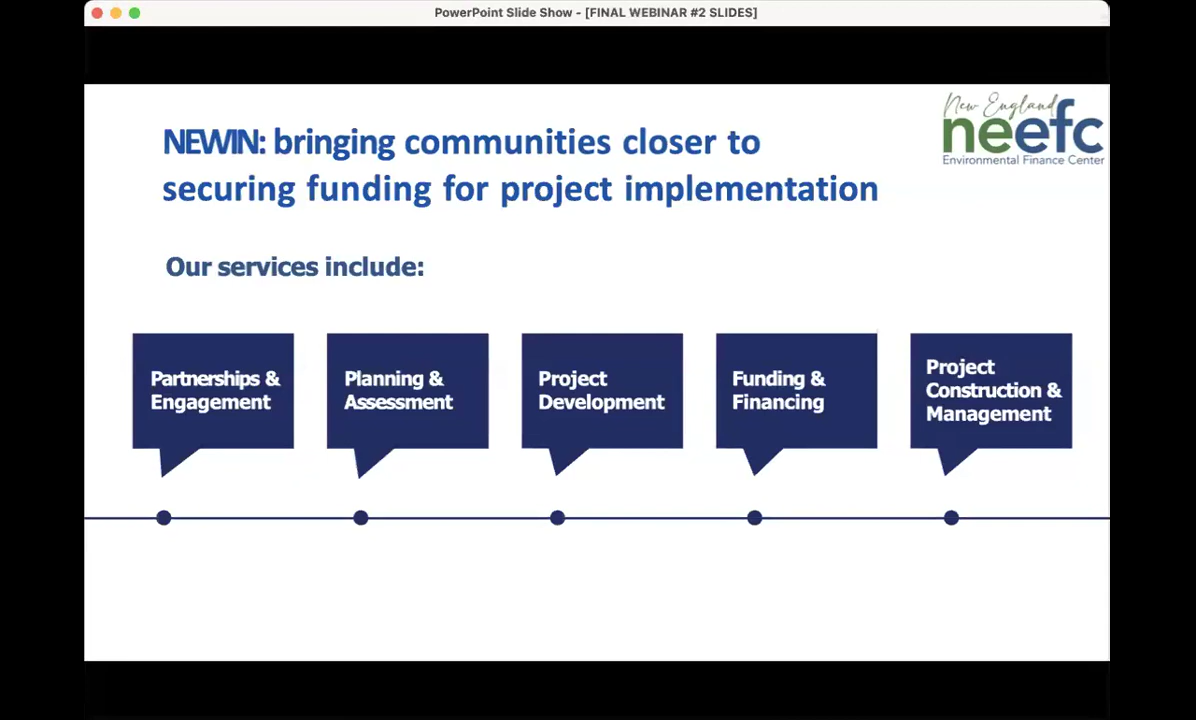 PowerPoint Slide Show - [FINAL WEBINAR #2 SLIDES]
New England
neefc
Environmental Finance Center
NEWIN: bringing communities closer to
securing funding for project implementation
Our services include:
Partnerships &
Engagement
Planning &
Assessment
Project
Development
Funding &
Financing
Project
Construction &
Management